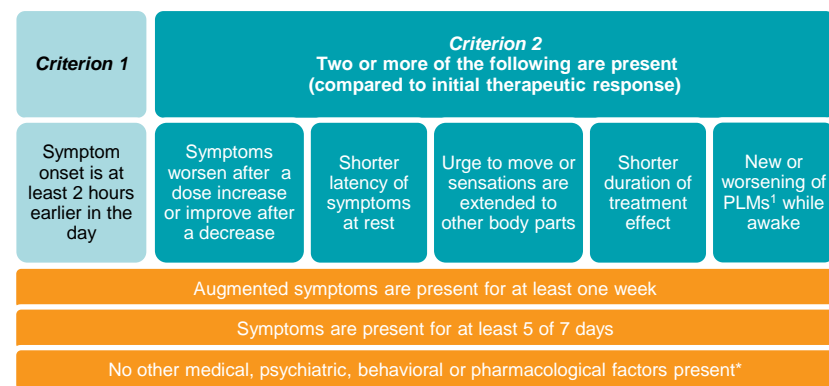 Criterion 1
Criterion 2
Two or more of the following are present
(compared to initial therapeutic response)
Symptom
onset is at
least 2 hours
earlier in the
day
Symptoms
worsen after a
dose increase
or improve after
a decrease
Shorter
latency of
symptoms
at rest
Urge to move or
sensations are
extended to
other body parts
Shorter
duration of
treatment
effect
New or
worsening of
PLMs¹ while
awake
Augmented symptoms are present for at least one week
Symptoms are present for at least 5 of 7 days
No other medical, psychiatric, behavioral or pharmacological factors present*